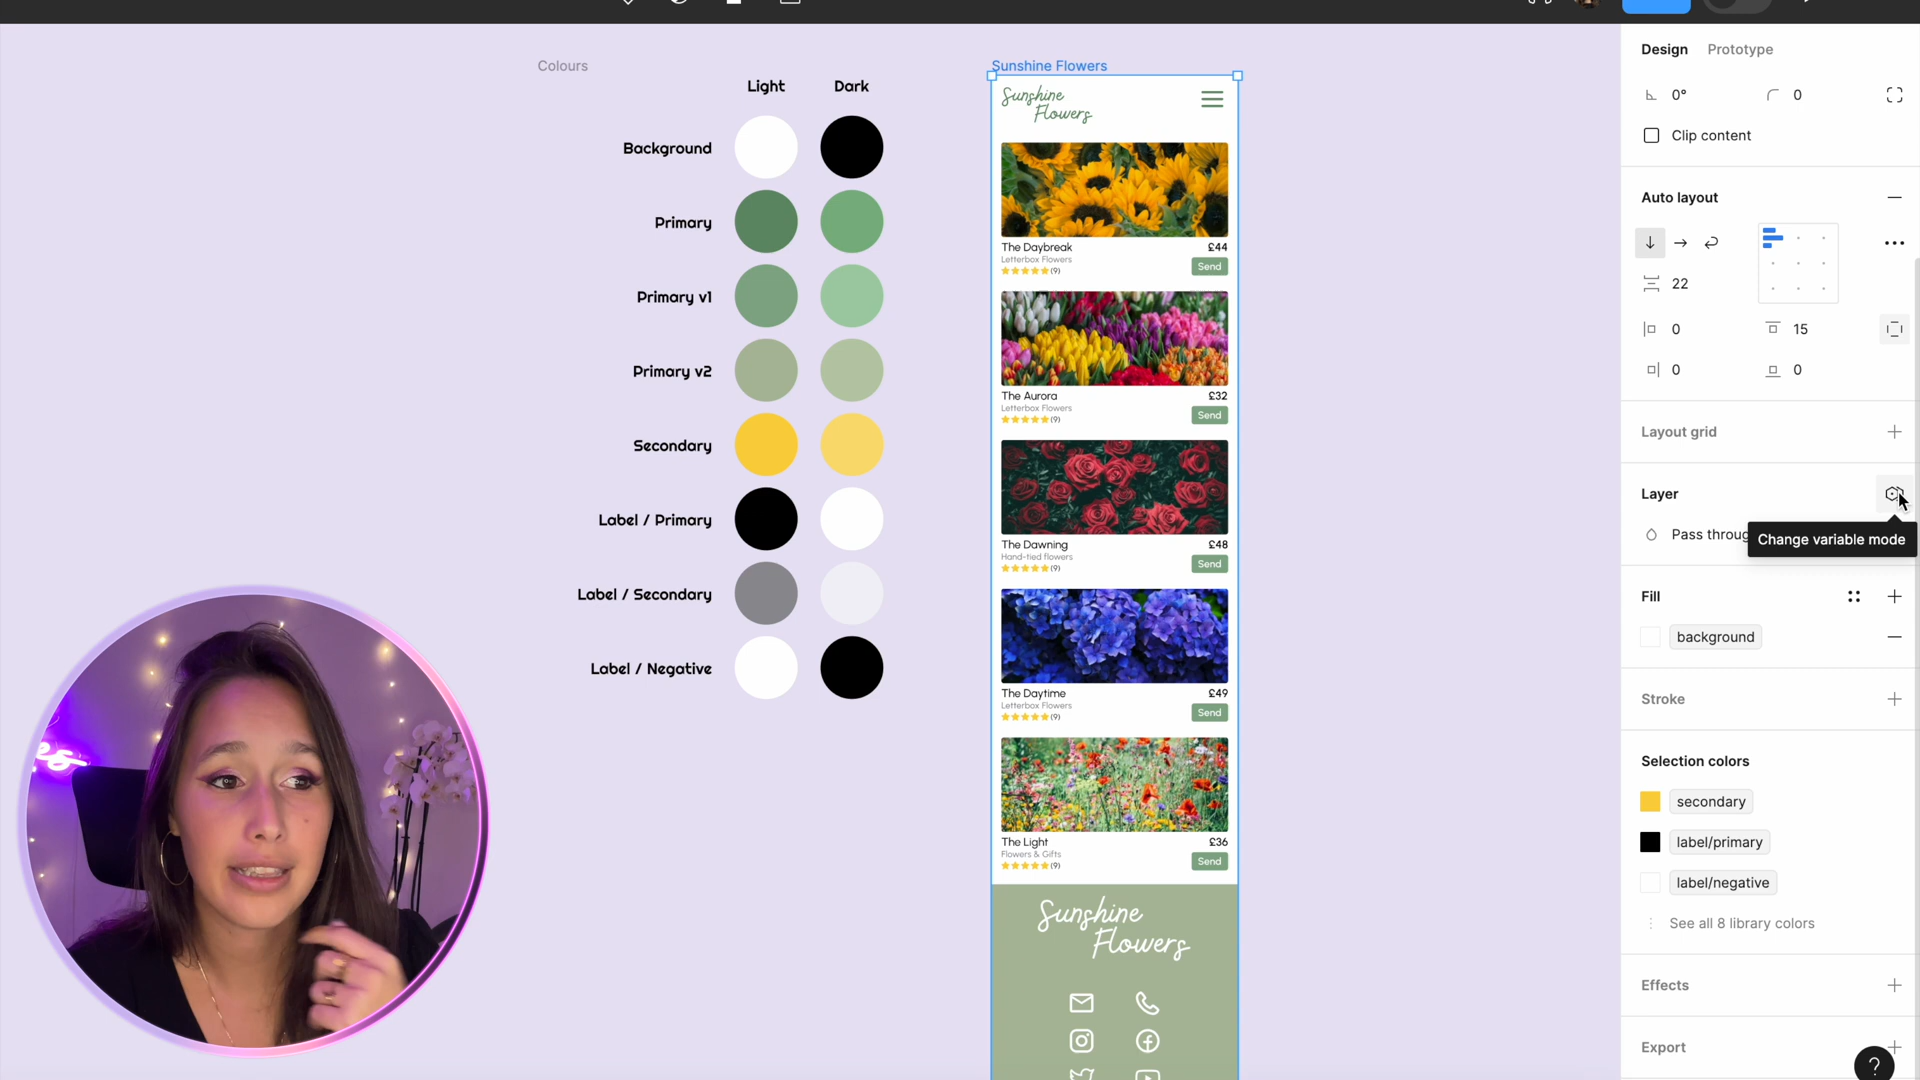 Design Prototype
Colours
Light Dark
Background
Primary
Primary v1
Primary v2
Secondary
Label / Primary
Label / Secondary
Label / Negative
Sunshine Flowers
Sunshine
Flowers
The Daybreak £44
Letterbox Flowers
(9) Send
The Aurora £32
Letterbox Flowers
(9) Send
The Dawning £48
Hand-tied flowers
(9) Send
The Daytime £49
Letterbox Flowers
(9) Send
The Light £36
Flowers & Gifts
(9) Send
Sunshine
Flowers
0° 0
Clip content
Auto layout
22
0 15
0 0
Layout grid
Layer
Pass throug
Change variable mode
Fill
background
Stroke
Selection colors
secondary
label/primary
label/negative
See all 8 library colors
Effects
Export
?